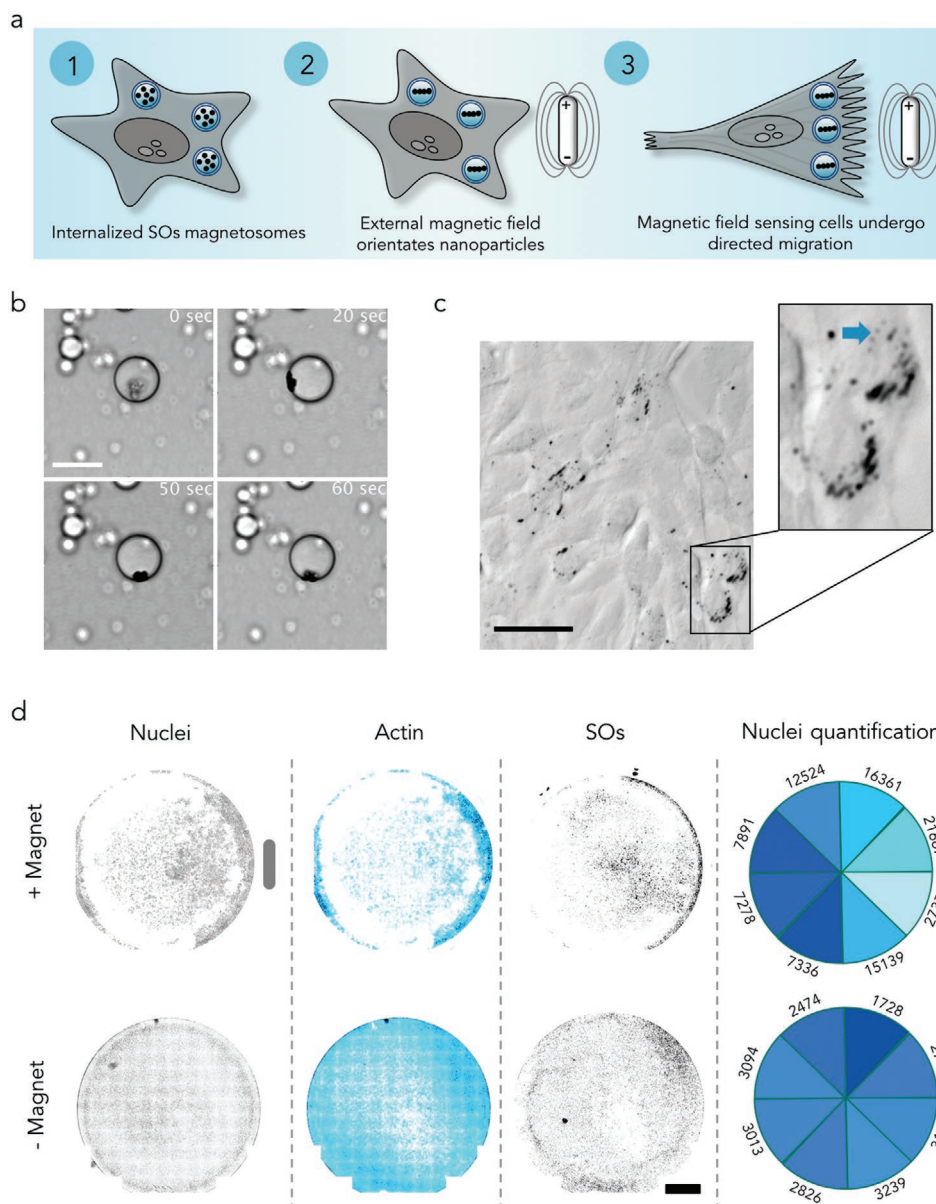 a
1
2
3
+
-
+
-
Internalized SOs magnetosomes
External magnetic field
orientates nanoparticles
Magnetic field sensing cells undergo
directed migration
b
0 sec
20 sec
50 sec
60 sec
c
d
Nuclei
Actin
SOs
Nuclei quantification
+ Magnet
12524
16361
7891
7278
7336
15139
- Magnet
2474
1728
3094
3013
2826
3239